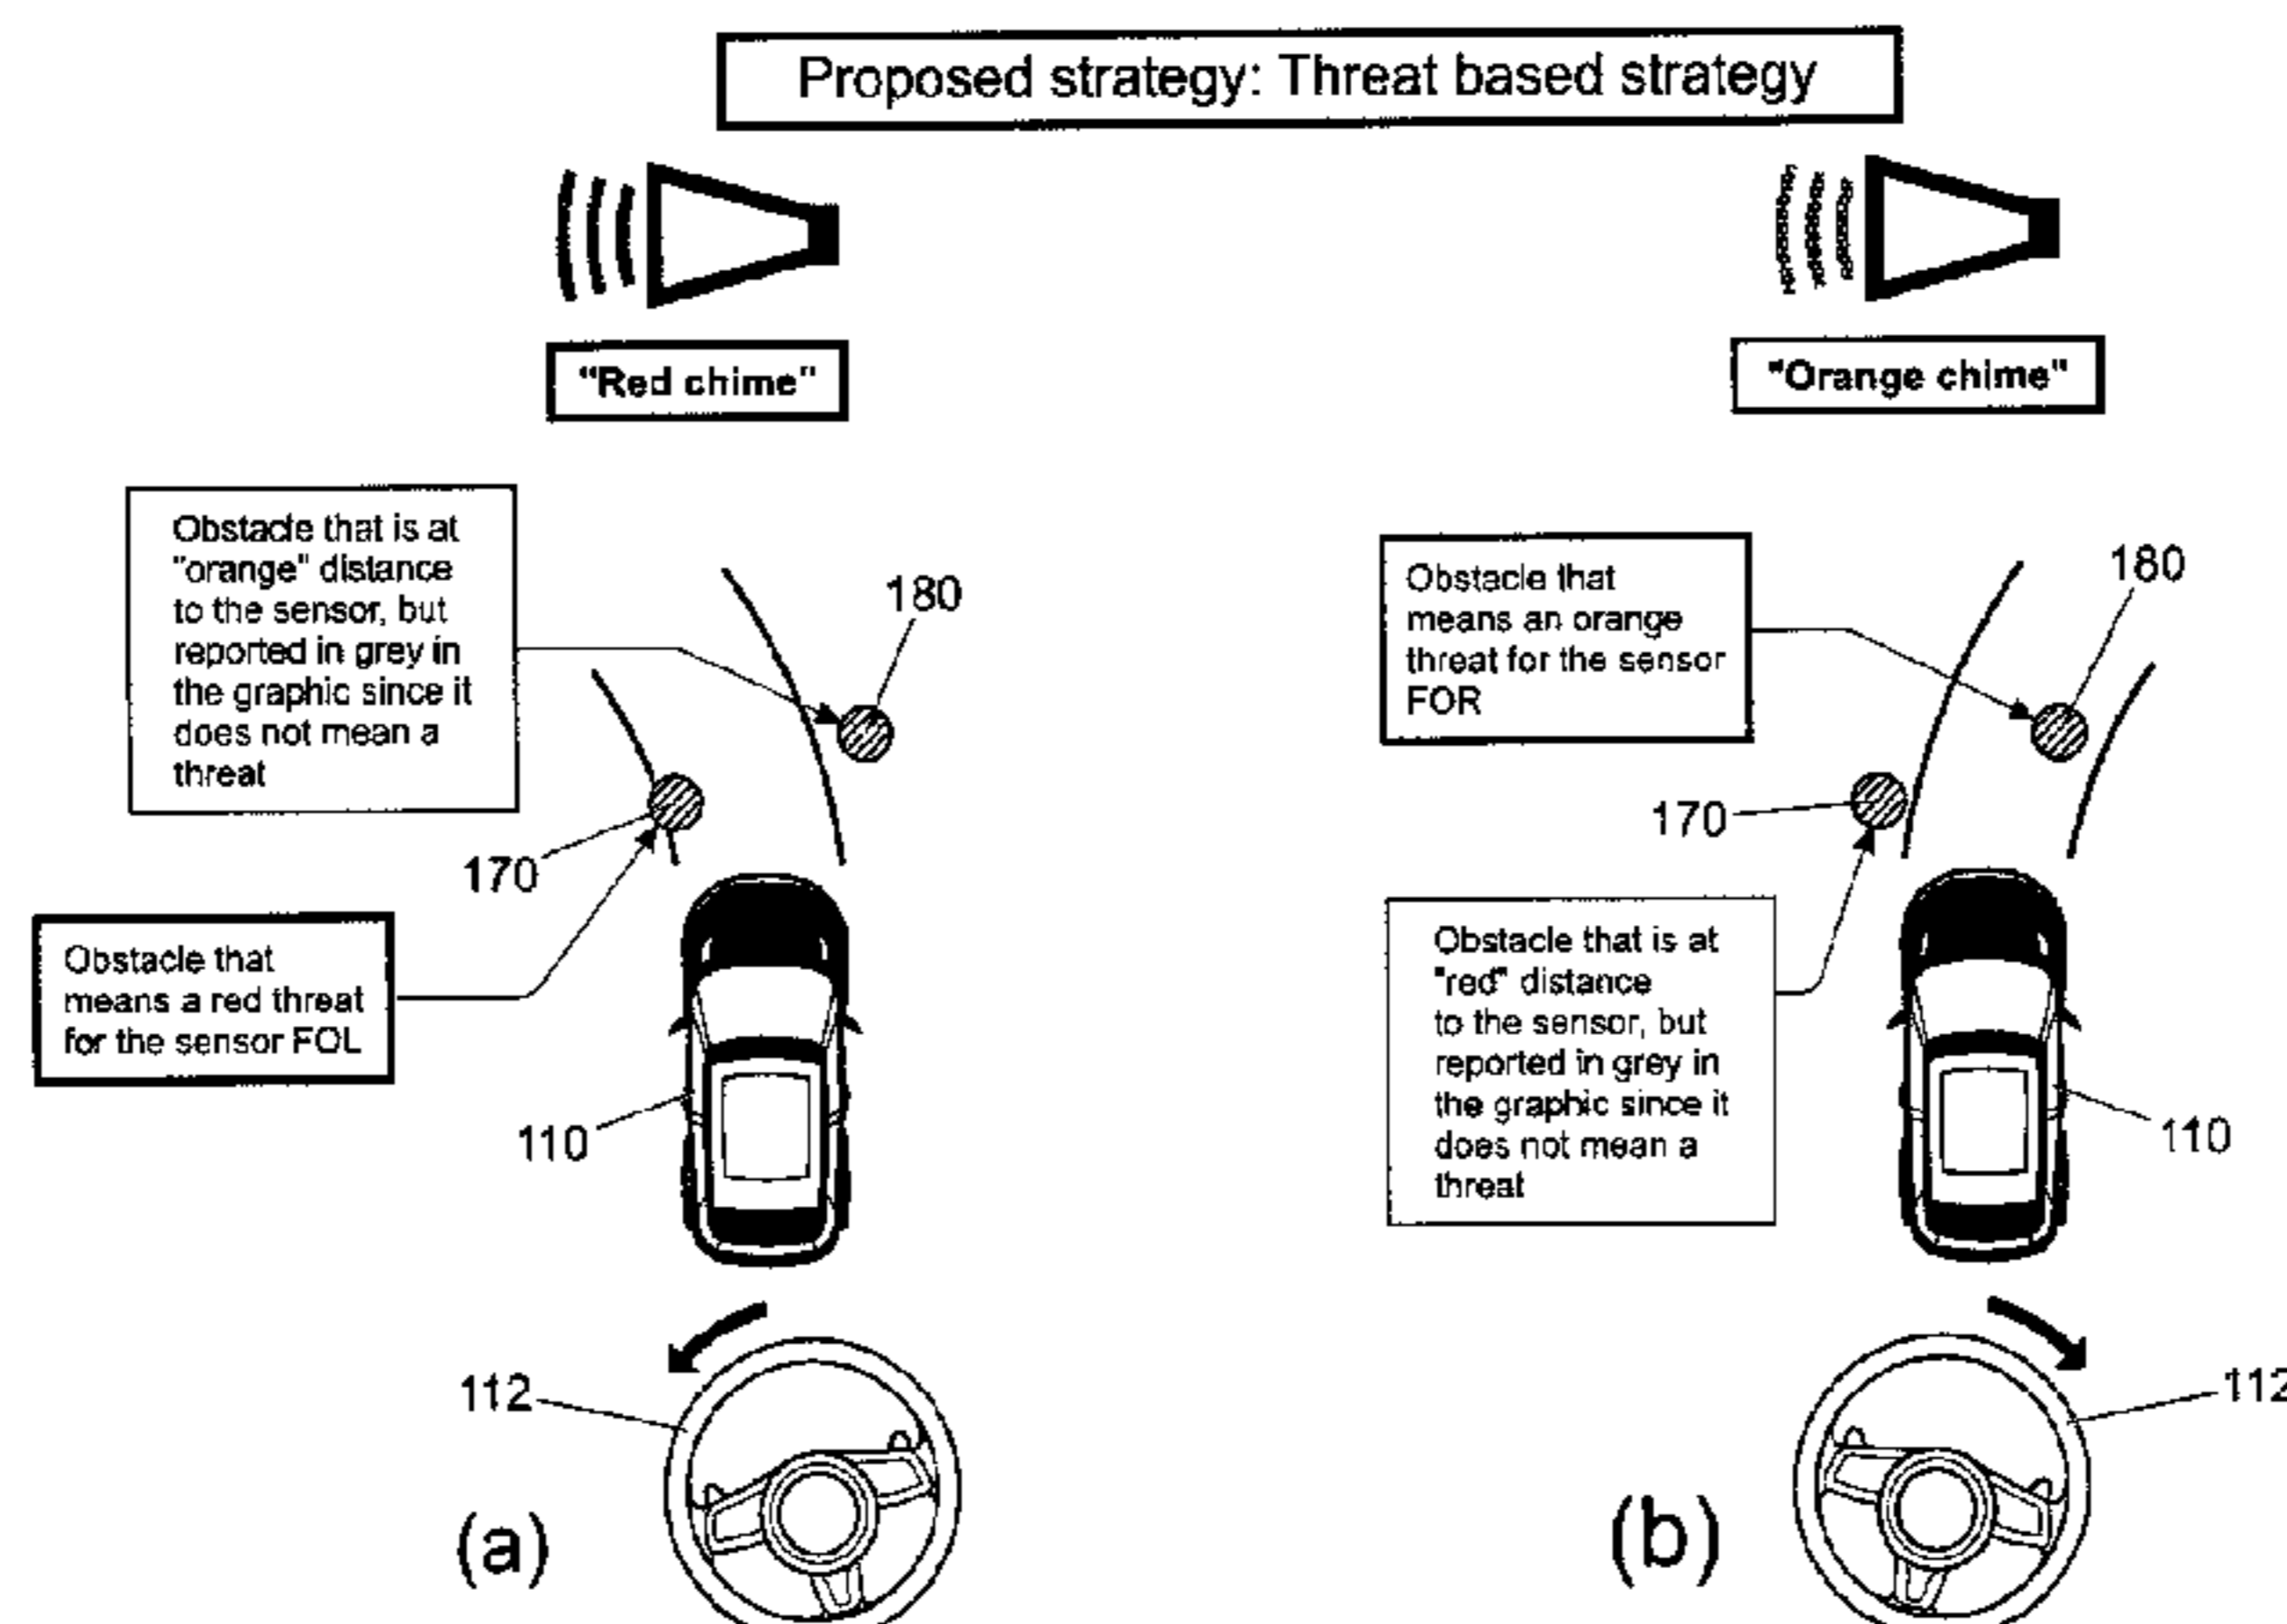 Proposed strategy: Threat based strategy
"Red chime"
"Orange chime"
Obstacle that is at
"orange" distance
to the sensor, but
reported in grey in
the graphic since it
does not mean a
threat
180
170
Obstacle that
means a red threat
for the sensor FOL
110
112
(a)
Obstacle that
means an orange
threat for the sensor
FOR
180
170
Obstacle that is at
"red" distance
to the sensor, but
reported in grey in
the graphic since it
does not mean a
threat
110
112
(b)